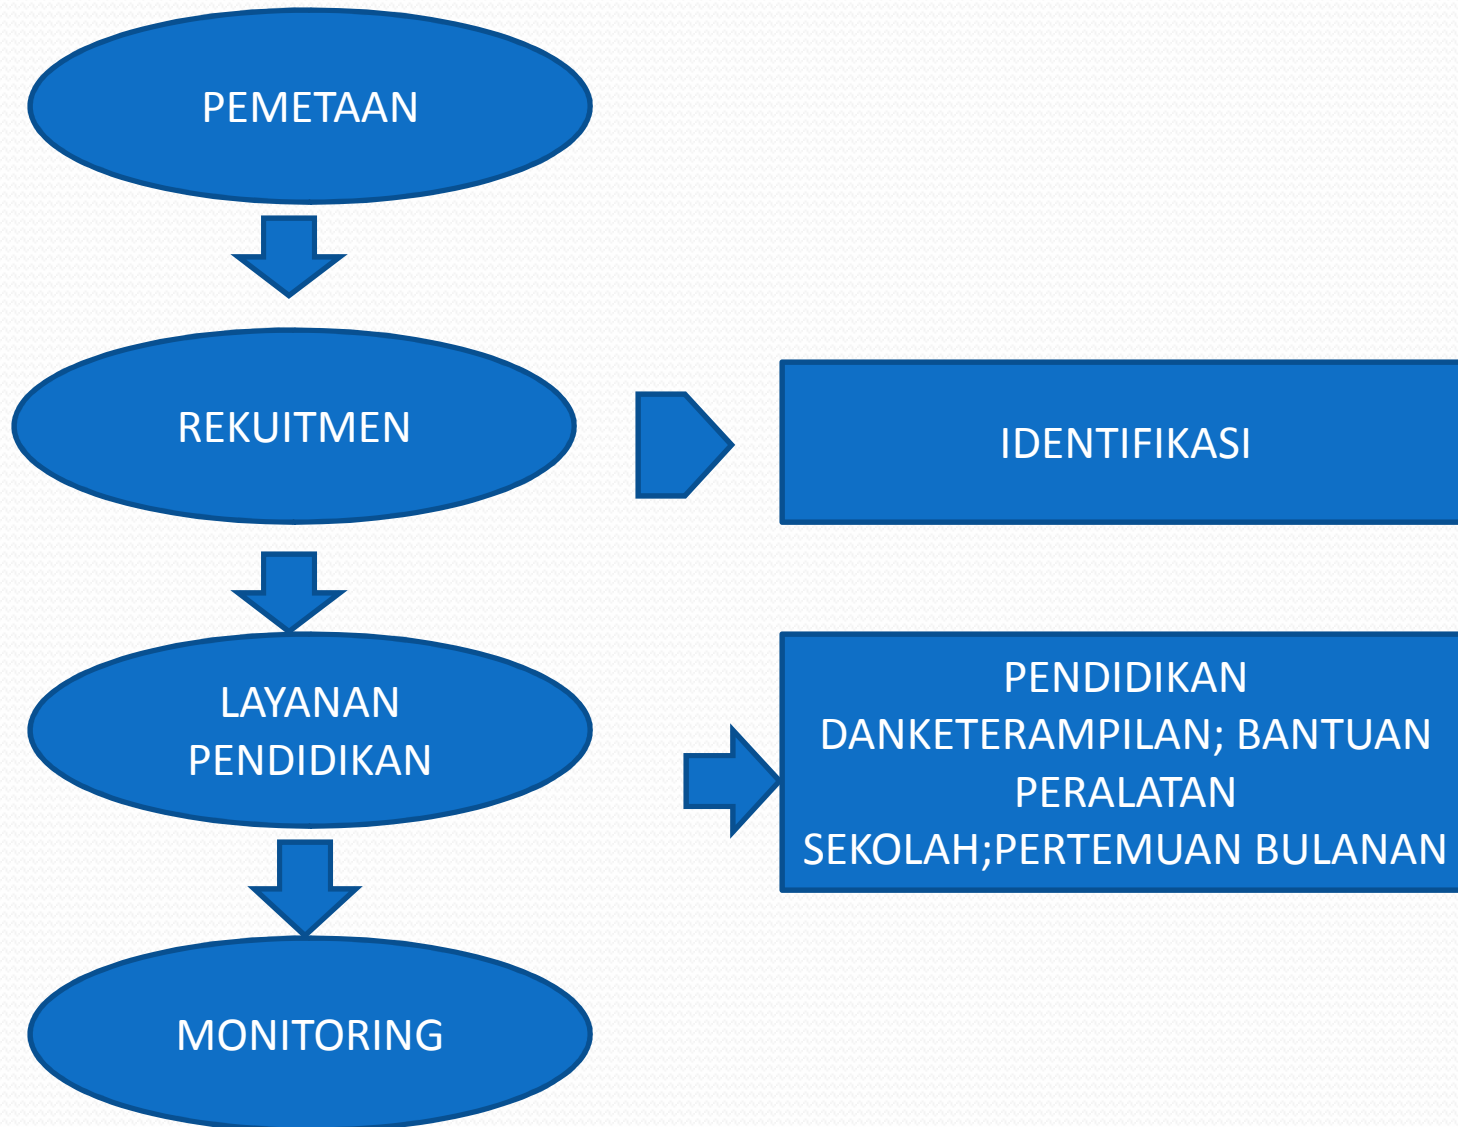 PEMETAAN
REKUITMEN
IDENTIFIKASI
LAYANAN
PENDIDIKAN
PENDIDIKAN
DANKETERAMPILAN; BANTUAN
PERALATAN
SEKOLAH;PERTEMUAN BULANAN
MONITORING